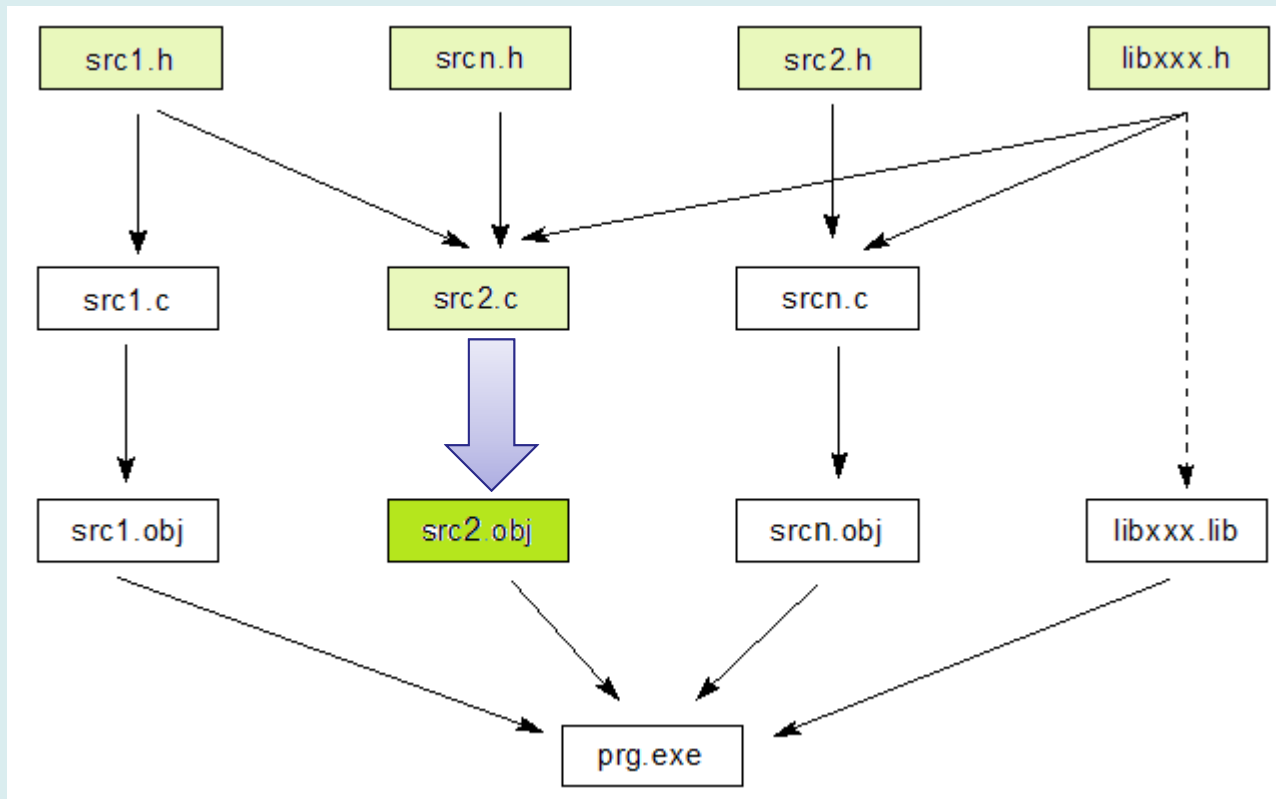 src1.h
srcn.h
src2.h
libxxx.h
src1.c
src2.c
srcn.c
src1.obj
src2.obj
srcn.obj
libxxx.lib
prg.exe